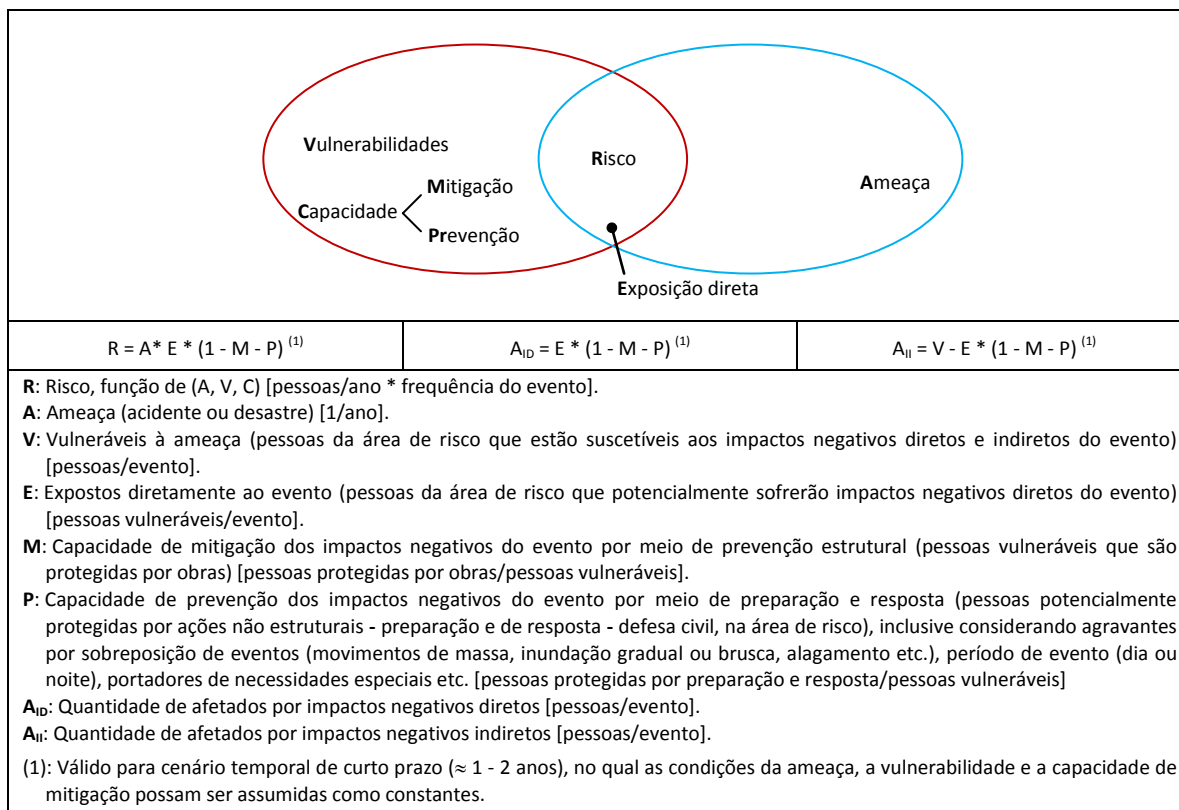 Vulnerabilidades
Risco
Ameaça
Mitigação
Capacidade
Prevenção
Exposição direta
R = A* E * (1 - M - P) (1)
AID = E * (1 - M - P) (1)
AII = V - E * (1 - M - P) (1)
R: Risco, função de (A, V, C) [pessoas/ano * frequência do evento].
A: Ameaça (acidente ou desastre) [1/ano].
V: Vulneráveis à ameaça (pessoas da área de risco que estão suscetíveis aos impactos negativos diretos e indiretos do evento)
[pessoas/evento].
E: Expostos diretamente ao evento (pessoas da área de risco que potencialmente sofrerão impactos negativos diretos do evento)
[pessoas vulneráveis/evento].
M: Capacidade de mitigação dos impactos negativos do evento por meio de prevenção estrutural (pessoas vulneráveis que são
protegidas por obras) [pessoas protegidas por obras/pessoas vulneráveis].
P: Capacidade de prevenção dos impactos negativos do evento por meio de preparação e resposta (pessoas potencialmente
protegidas por ações não estruturais - preparação e de resposta - defesa civil, na área de risco), inclusive considerando agravantes
por sobreposição de eventos (movimentos de massa, inundação gradual ou brusca, alagamento etc.), período de evento (dia ou
noite), portadores de necessidades especiais etc. [pessoas protegidas por preparação e resposta/pessoas vulneráveis]
AID: Quantidade de afetados por impactos negativos diretos [pessoas/evento].
AII: Quantidade de afetados por impactos negativos indiretos [pessoas/evento].
(1): Válido para cenário temporal de curto prazo (≈ 1 - 2 anos), no qual as condições da ameaça, a vulnerabilidade e a capacidade de
mitigação possam ser assumidas como constantes.